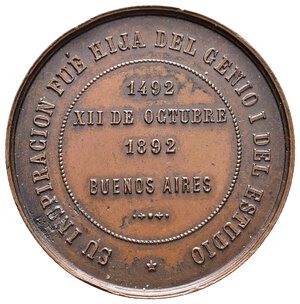 SU INSPIRACION FUÉ HIJA DEL GENIO I DEL ESTUDIO
1492
XII DE OCTUBRE
1892
BUENOS AIRES